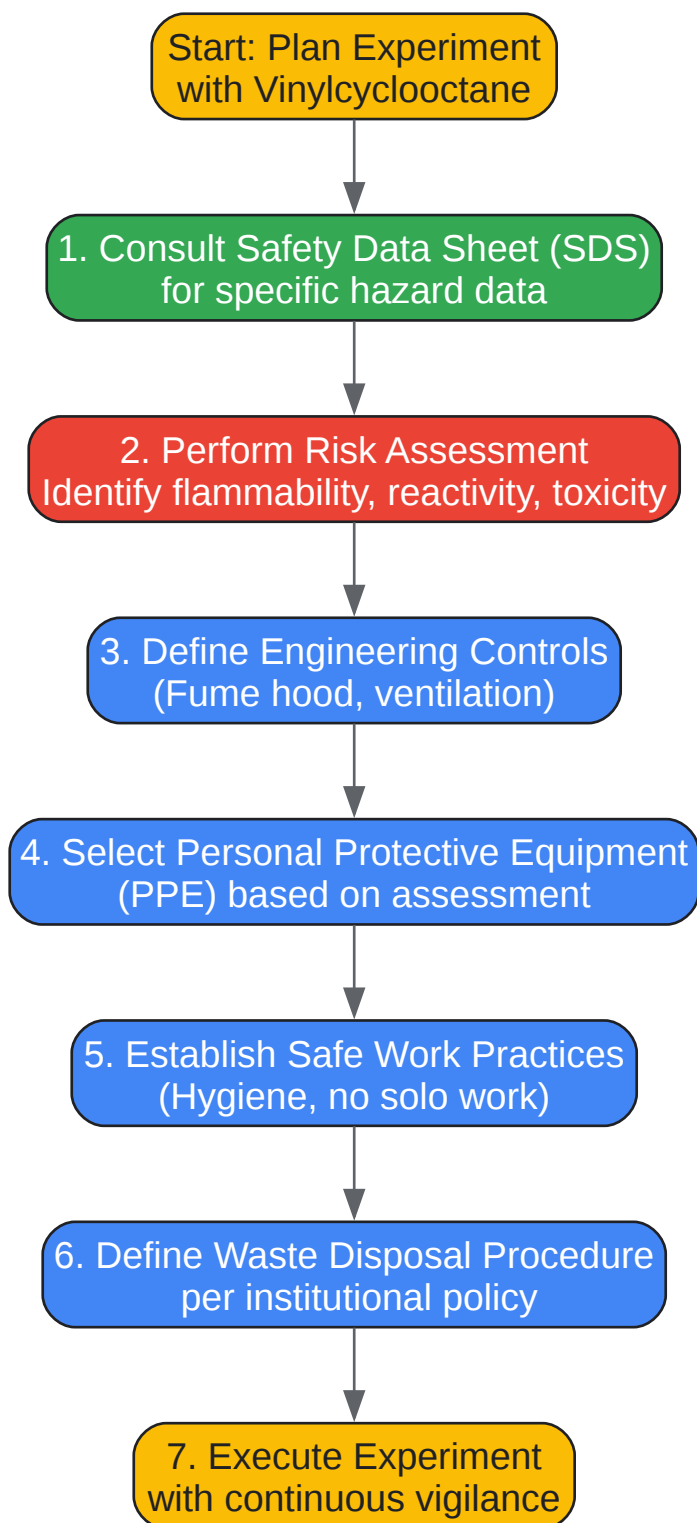 Start: Plan Experiment
with Vinylcyclooctane
1. Consult Safety Data Sheet (SDS)
for specific hazard data
2. Perform Risk Assessment
Identify flammability, reactivity, toxicity
3. Define Engineering Controls
(Fume hood, ventilation)
4. Select Personal Protective Equipment
(PPE) based on assessment
5. Establish Safe Work Practices
(Hygiene, no solo work)
6. Define Waste Disposal Procedure
per institutional policy
7. Execute Experiment
with continuous vigilance